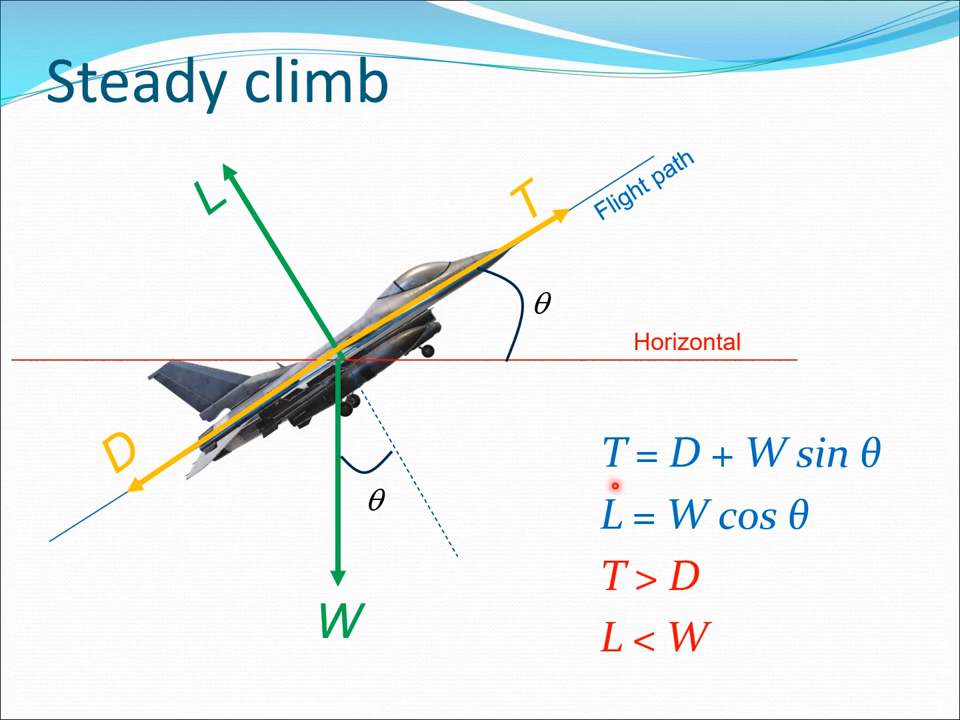 Steady climb
L
T
Flight path
θ
Horizontal
D
θ
W
T = D + W sin θ
L = W cos θ
T > D
L < W